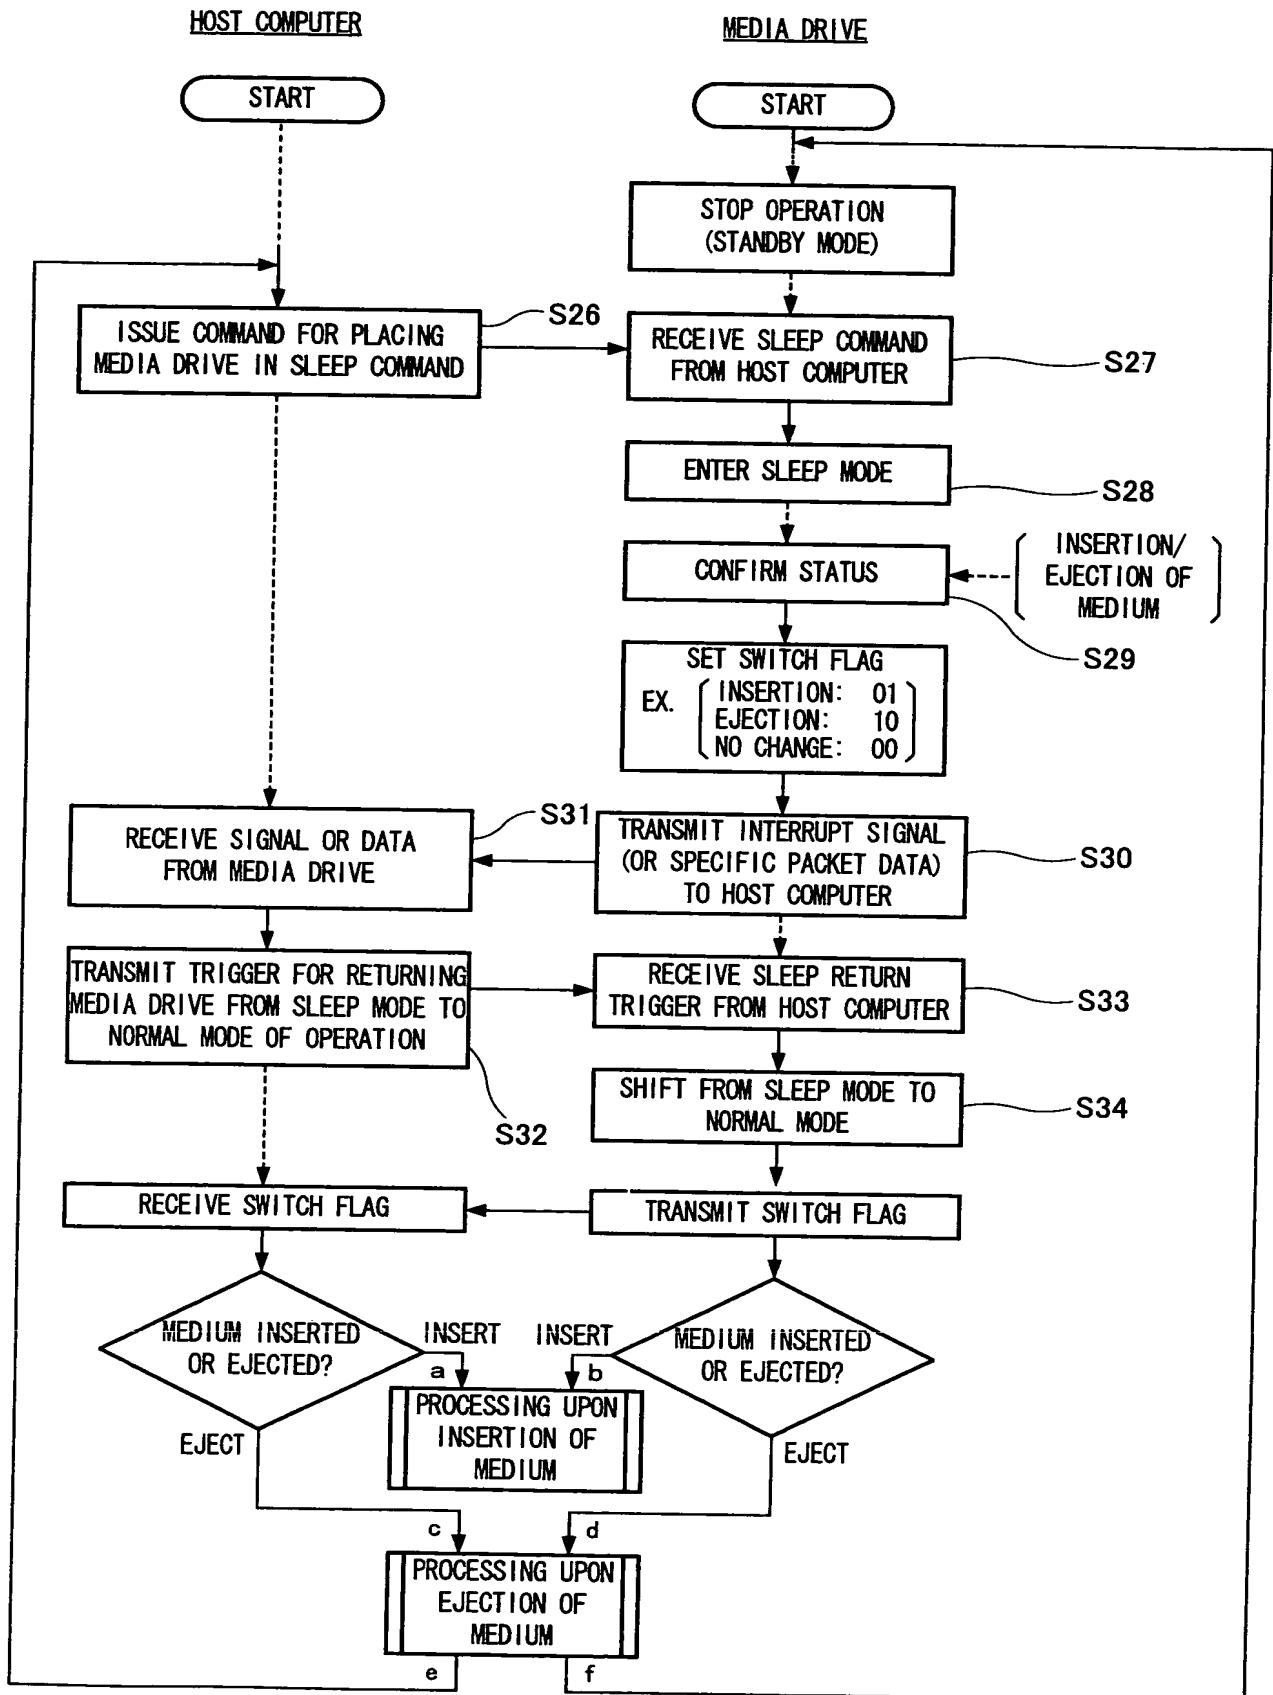 HOST COMPUTER
MEDIA DRIVE
START
START
STOP OPERATION
(STANDBY MODE)
ISSUE COMMAND FOR PLACING
MEDIA DRIVE IN SLEEP COMMAND
S26
RECEIVE SLEEP COMMAND
FROM HOST COMPUTER
S27
ENTER SLEEP MODE
S28
CONFIRM STATUS
INSERTION/
EJECTION OF
MEDIUM
S29
SET SWITCH FLAG
EX.
INSERTION: 01
EJECTION: 10
NO CHANGE: 00
RECEIVE SIGNAL OR DATA
FROM MEDIA DRIVE
S31
TRANSMIT INTERRUPT SIGNAL
(OR SPECIFIC PACKET DATA)
TO HOST COMPUTER
S30
TRANSMIT TRIGGER FOR RETURNING
MEDIA DRIVE FROM SLEEP MODE TO
NORMAL MODE OF OPERATION
S32
RECEIVE SLEEP RETURN
TRIGGER FROM HOST COMPUTER
S33
SHIFT FROM SLEEP MODE TO
NORMAL MODE
S34
RECEIVE SWITCH FLAG
TRANSMIT SWITCH FLAG
MEDIUM INSERTED
OR EJECTED?
INSERT
a
INSERT
b
MEDIUM INSERTED
OR EJECTED?
PROCESSING UPON
INSERTION OF
MEDIUM
EJECT
EJECT
c
d
PROCESSING UPON
EJECTION OF
MEDIUM
e
f